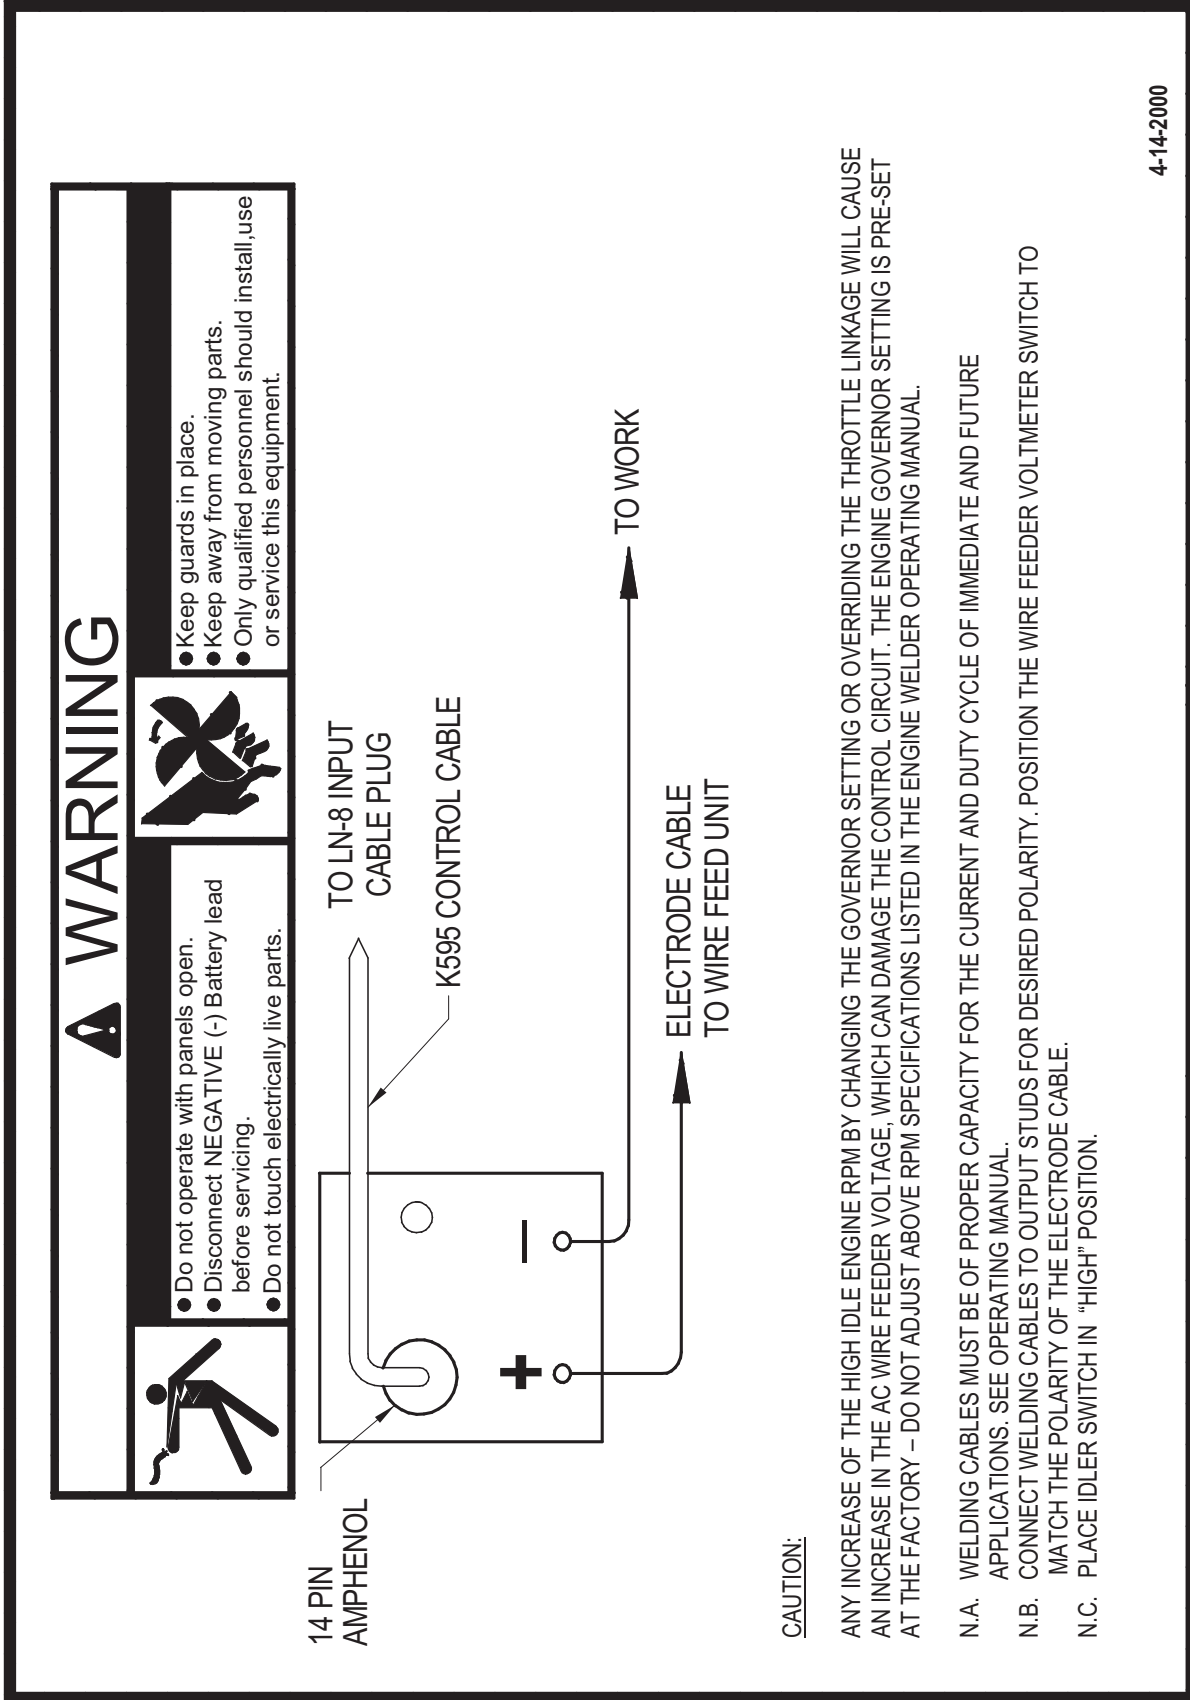 WARNING
● Do not operate with panels open.
● Disconnect NEGATIVE (-) Battery lead
before servicing.
● Do not touch electrically live parts.
● Keep guards in place.
● Keep away from moving parts.
● Only qualified personnel should install,use
or service this equipment.
14 PIN
AMPHENOL
TO LN-8 INPUT
CABLE PLUG
K595 CONTROL CABLE
+
−
ELECTRODE CABLE
TO WIRE FEED UNIT
TO WORK
CAUTION:
ANY INCREASE OF THE HIGH IDLE ENGINE RPM BY CHANGING THE GOVERNOR SETTING OR OVERRIDING THE THROTTLE LINKAGE WILL CAUSE
AN INCREASE IN THE AC WIRE FEEDER VOLTAGE, WHICH CAN DAMAGE THE CONTROL CIRCUIT. THE ENGINE GOVERNOR SETTING IS PRE-SET
AT THE FACTORY – DO NOT ADJUST ABOVE RPM SPECIFICATIONS LISTED IN THE ENGINE WELDER OPERATING MANUAL.
N.A. WELDING CABLES MUST BE OF PROPER CAPACITY FOR THE CURRENT AND DUTY CYCLE OF IMMEDIATE AND FUTURE
APPLICATIONS. SEE OPERATING MANUAL.
N.B. CONNECT WELDING CABLES TO OUTPUT STUDS FOR DESIRED POLARITY. POSITION THE WIRE FEEDER VOLTMETER SWITCH TO
MATCH THE POLARITY OF THE ELECTRODE CABLE.
N.C. PLACE IDLER SWITCH IN “HIGH” POSITION.
4-14-2000